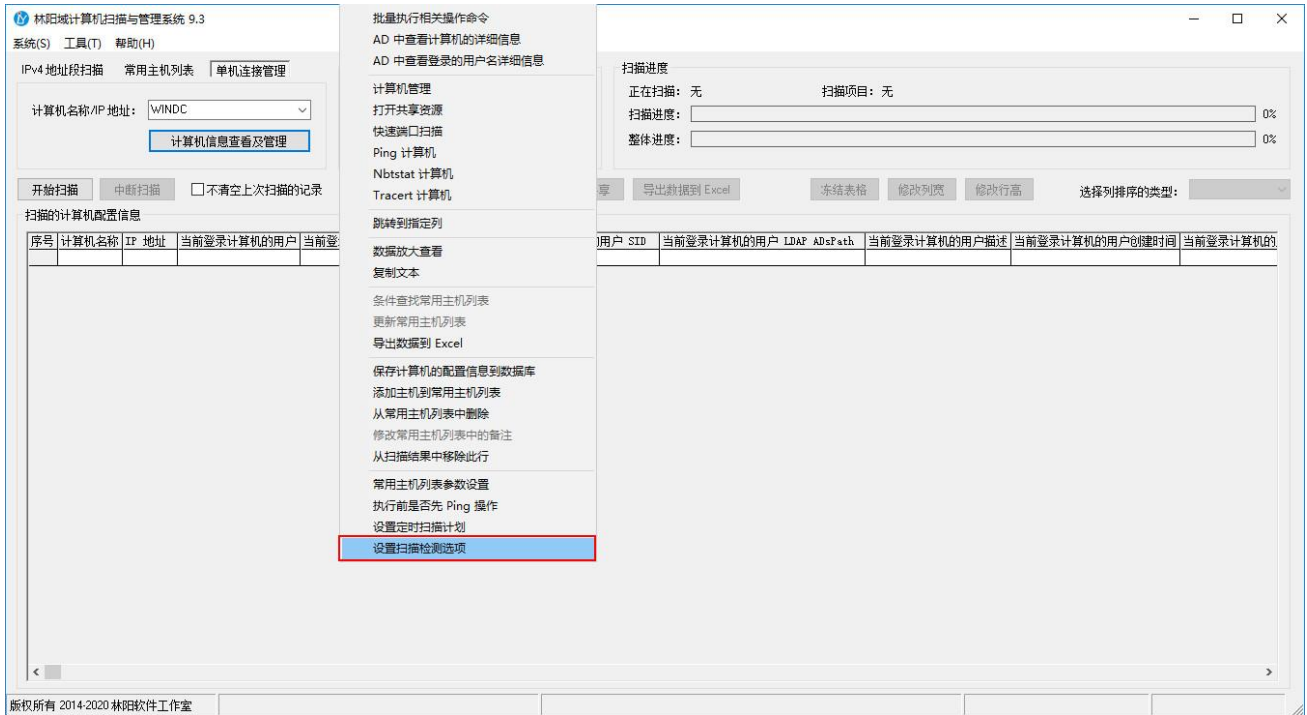 林阳域计算机扫描与管理系统 9.3
系统(S) 工具(T) 帮助(H)
IPv4 地址段扫描 常用主机列表 单机连接管理
计算机名称/IP 地址: WINDC
计算机信息查看及管理
扫描进度
正在扫描: 无 扫描项目: 无
扫描进度: 0%
整体进度: 0%
开始扫描 中断扫描 不清空上次扫描的记录 享 导出数据到 Excel 冻结表格 修改列宽 修改行高 选择列排序的类型:
扫描的计算机配置信息
序号 计算机名称 IP 地址 当前登录计算机的用户 当前登 用户 SID 当前登录计算机的用户 LDAP ADsPath 当前登录计算机的用户描述 当前登录计算机的用户创建时间 当前登录计算机的
批量执行相关操作命令
AD 中查看计算机的详细信息
AD 中查看登录的用户名详细信息
计算机管理
打开共享资源
快速端口扫描
Ping 计算机
Nbtstat 计算机
Tracert 计算机
跳转到指定列
数据放大查看
复制文本
条件查找常用主机列表
更新常用主机列表
导出数据到 Excel
保存计算机的配置信息到数据库
添加主机到常用主机列表
从常用主机列表中删除
修改常用主机列表中的备注
从扫描结果中移除此行
常用主机列表参数设置
执行前是否先 Ping 操作
设置定时扫描计划
设置扫描检测选项
版权所有 2014-2020 林阳软件工作室